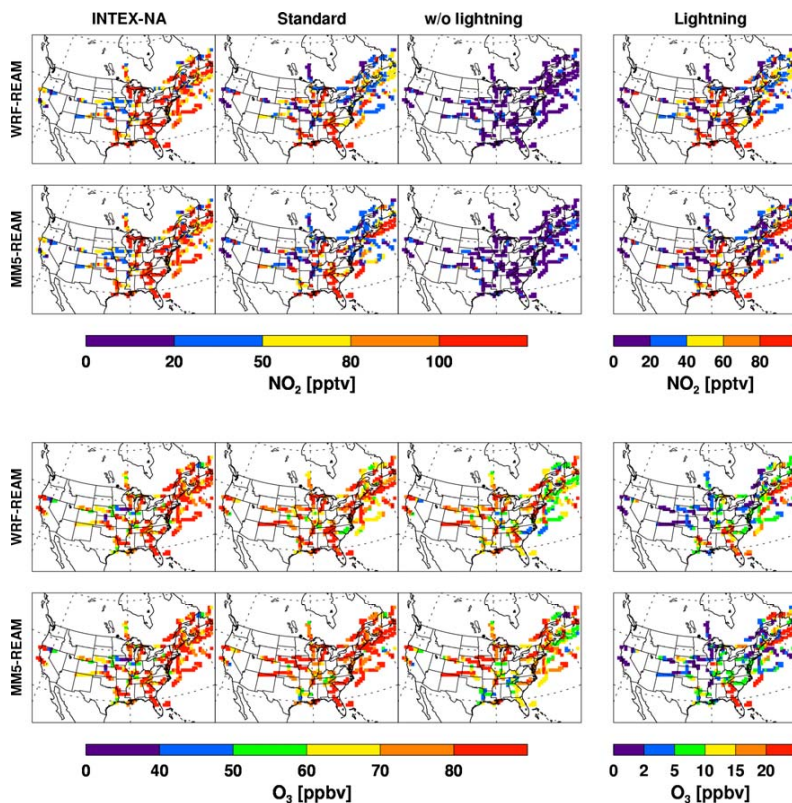 INTEX-NA Standard w/o lightning Lightning
WRF-REAM
MM5-REAM
0 20 50 80 100 0 20 40 60 80
NO₂ [pptv] NO₂ [pptv]
WRF-REAM
MM5-REAM
0 40 50 60 70 80 0 2 5 10 15 20
O₃ [ppbv] O₃ [ppbv]